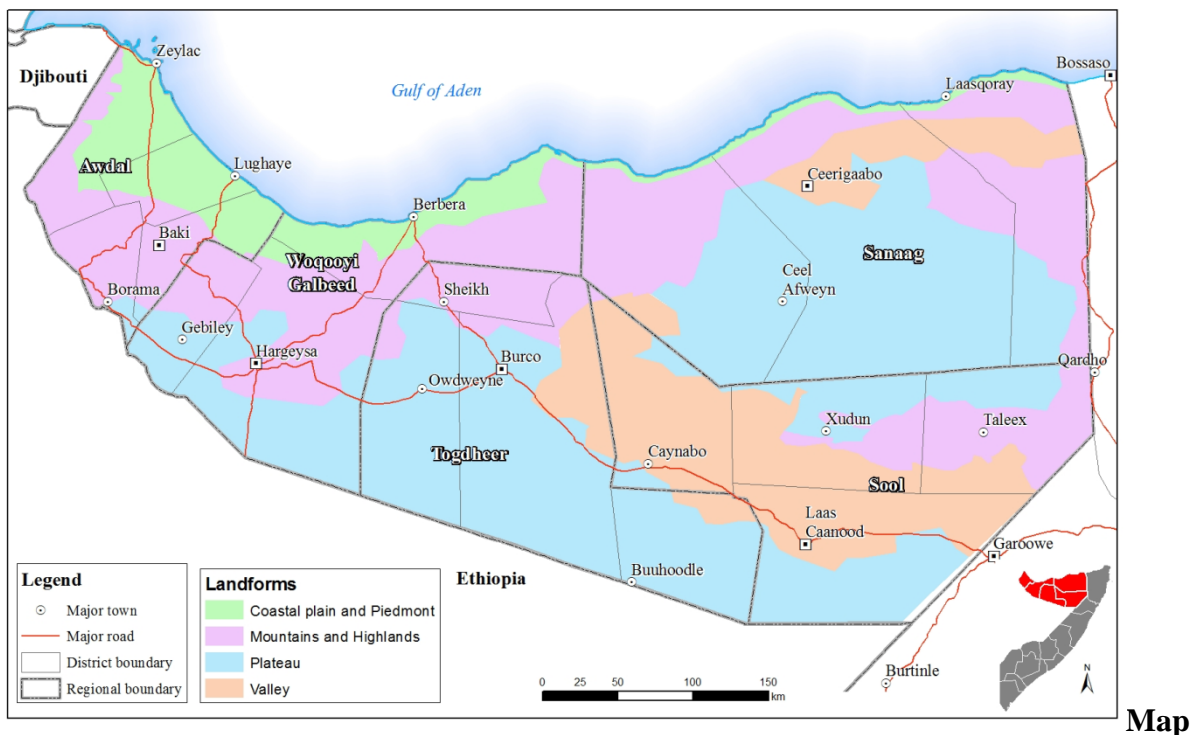 Zeylac
Djibouti
Gulf of Aden
Bossaso
Laasqoray
Awdal
Lughaye
Ceerigaabo
Berbera
Baki
Woqooyi
Galbeed
Sanaag
Ceel
Afweyn
Borama
Sheikh
Gebiley
Hargeysa
Burco
Qardho
Owdweyne
Xudun
Taleex
Togdheer
Caynabo
Sool
Laas
Caanood
Garoowe
Buuhoodle
Ethiopia
Burtinle
Legend
Major town
Major road
District boundary
Regional boundary
Landforms
Coastal plain and Piedmont
Mountains and Highlands
Plateau
Valley
0 25 50 100 150
km
N
Map